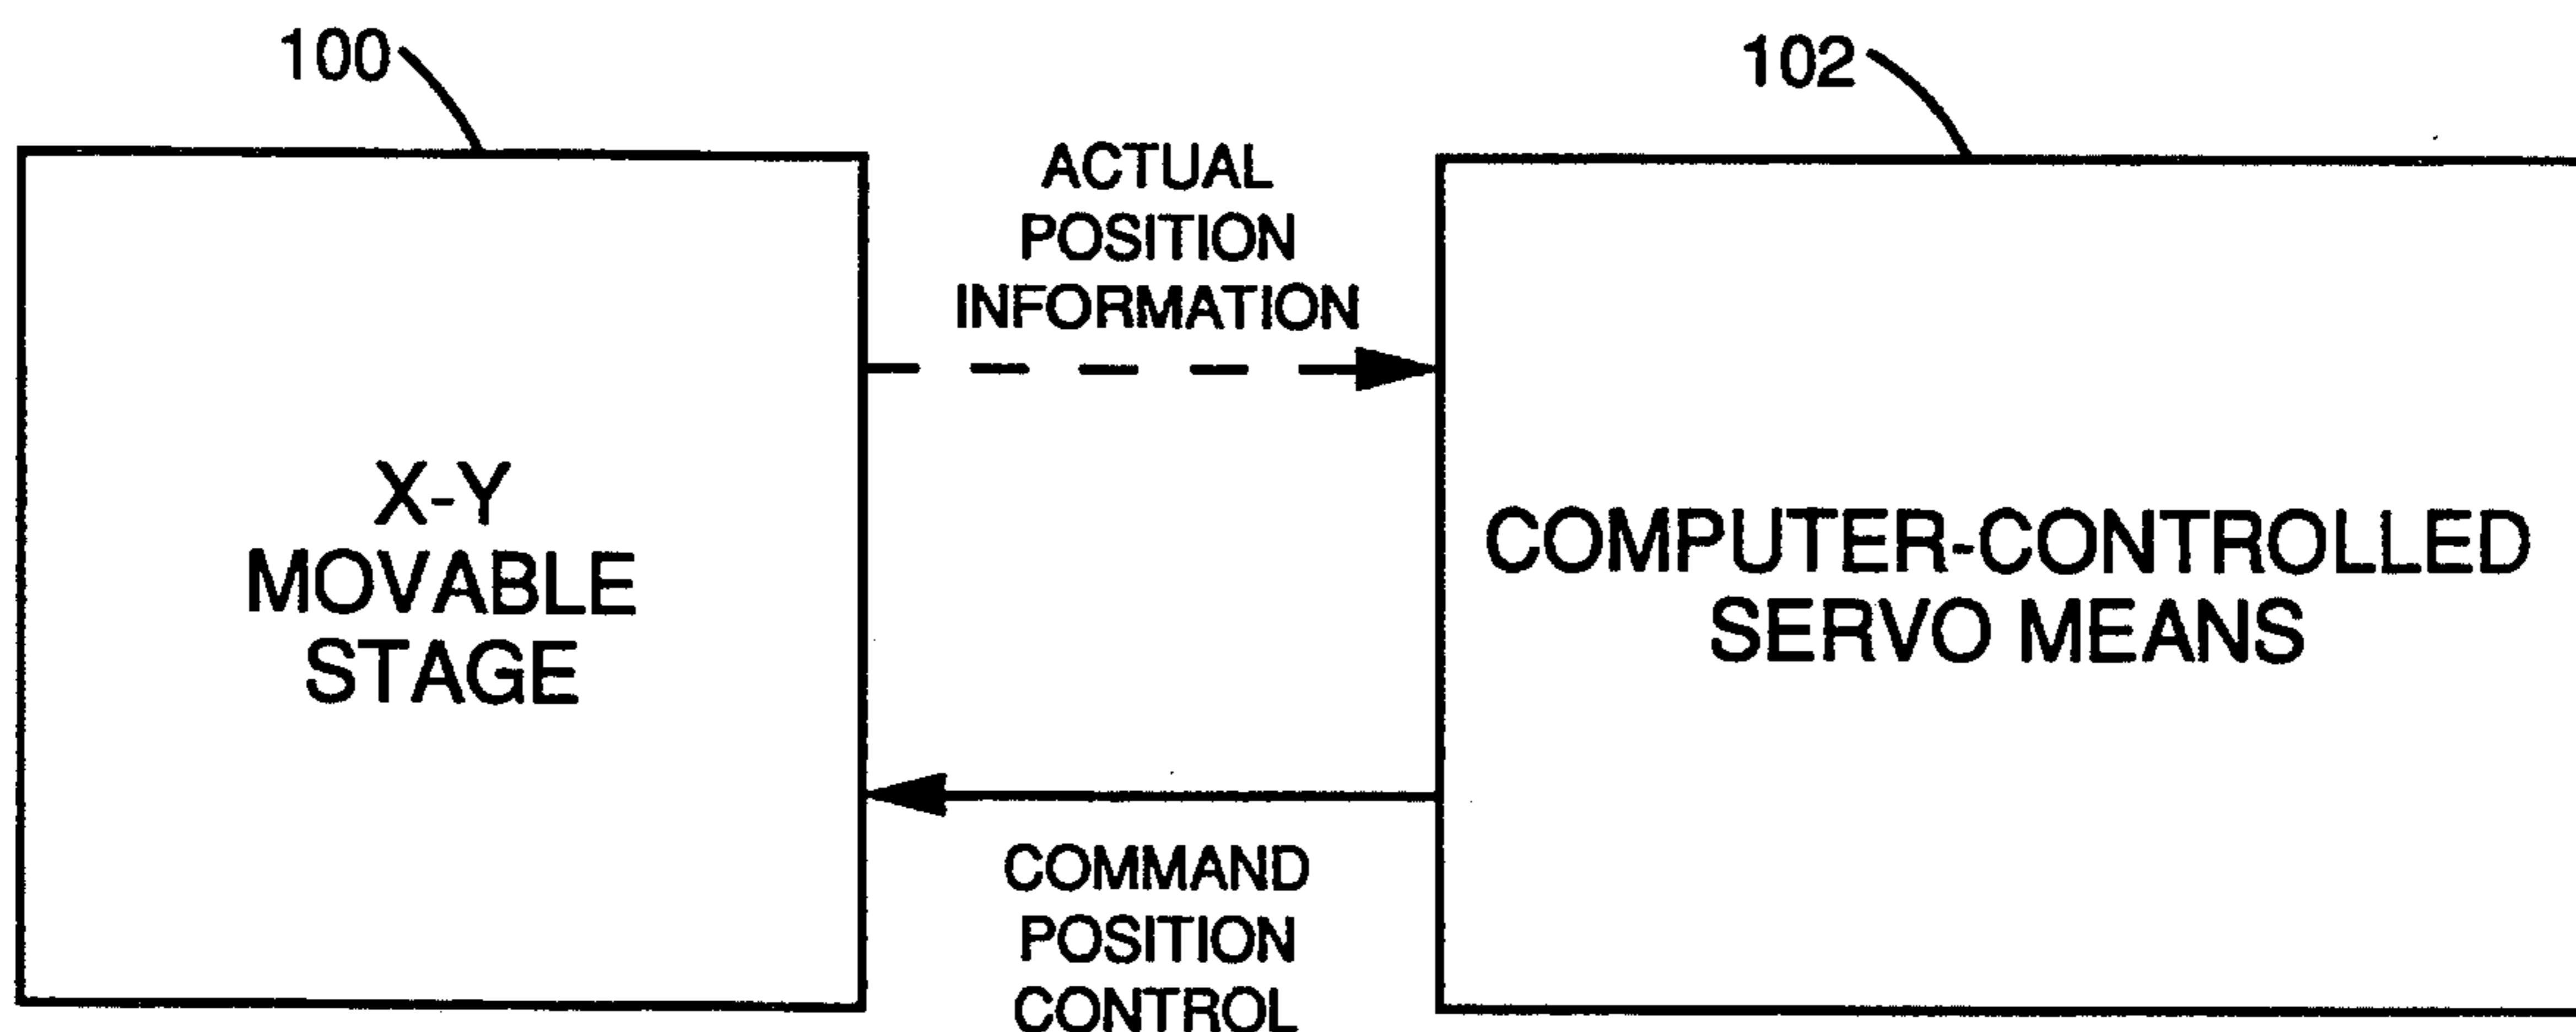 100
102
ACTUAL
POSITION
INFORMATION
X-Y
MOVABLE
STAGE
COMPUTER-CONTROLLED
SERVO MEANS
COMMAND
POSITION
CONTROL